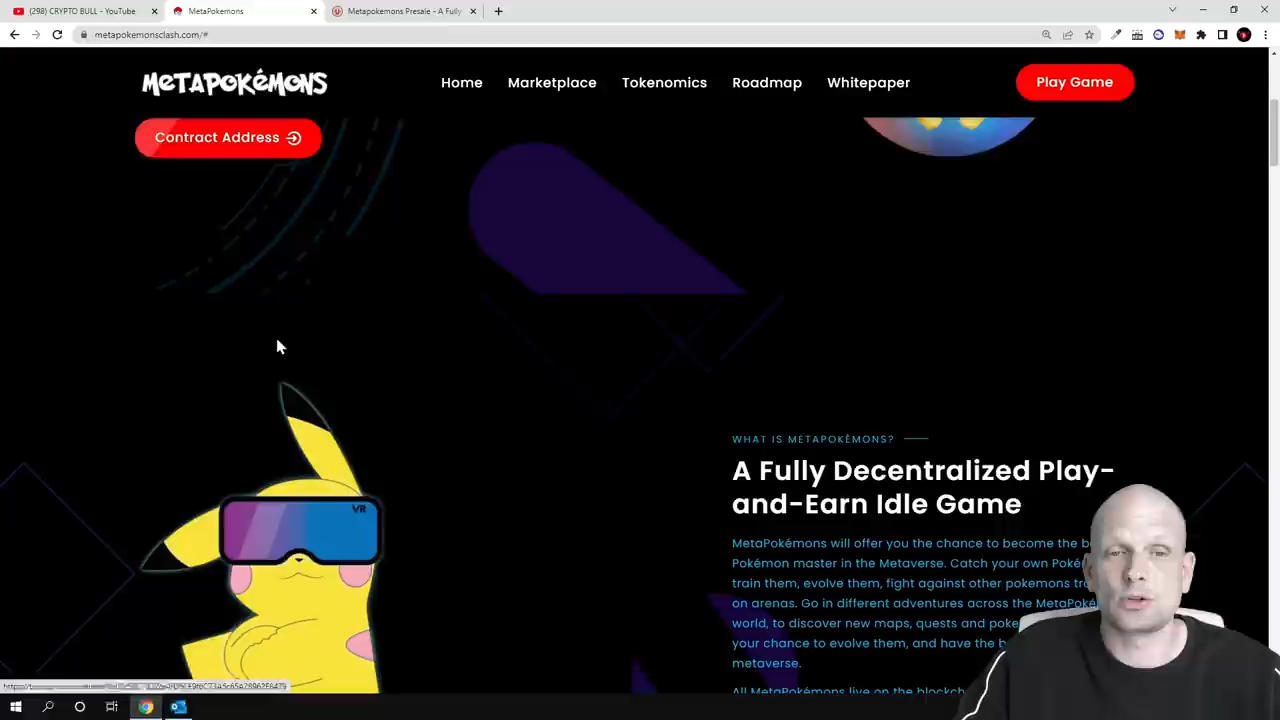 (298) CRYPTO BULL - YouTube
MetaPokemons
Metapokemons Presale - A Fully
metapokemonsclash.com/#
METAPOKéMONS
Home
Marketplace
Tokenomics
Roadmap
Whitepaper
Play Game
Contract Address
VR
WHAT IS METAPOKÉMONS?
A Fully Decentralized Play-
and-Earn Idle Game
MetaPokémons will offer you the chance to become the
Pokémon master in the Metaverse. Catch your own
train them, evolve them, fight against other pokemons
on arenas. Go in different adventures across the
world, to discover new maps, quests and
your chance to evolve them, and have the
metaverse.
All MetaPokémons live on the